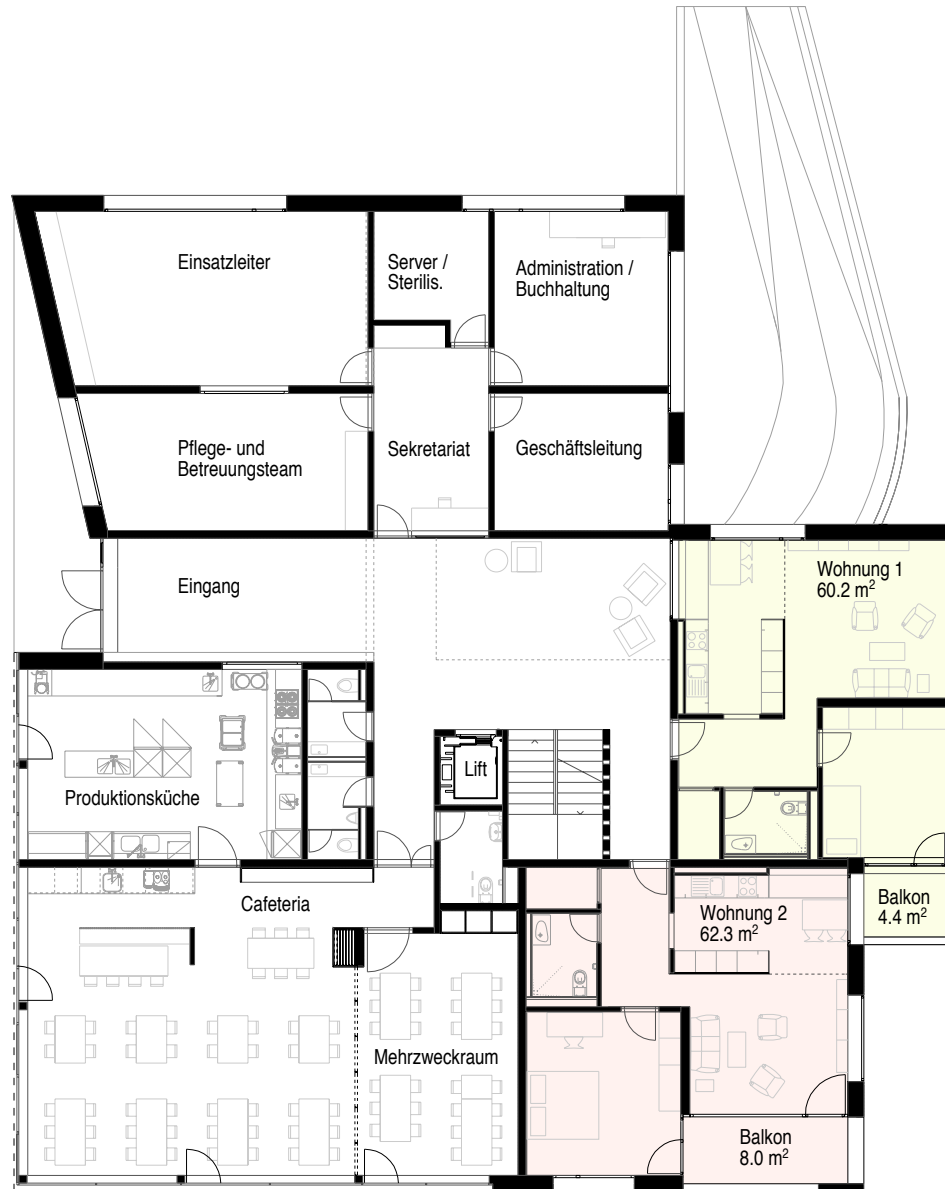 Einsatzleiter
Server /
Sterilis.
Administration /
Buchhaltung
Pflege- und
Betreuungsteam
Sekretariat
Geschäftsleitung
Eingang
Wohnung 1
60.2 m²
Lift
Produktionsküche
Cafeteria
Wohnung 2
62.3 m²
Balkon
4.4 m²
Mehrzweckraum
Balkon
8.0 m²